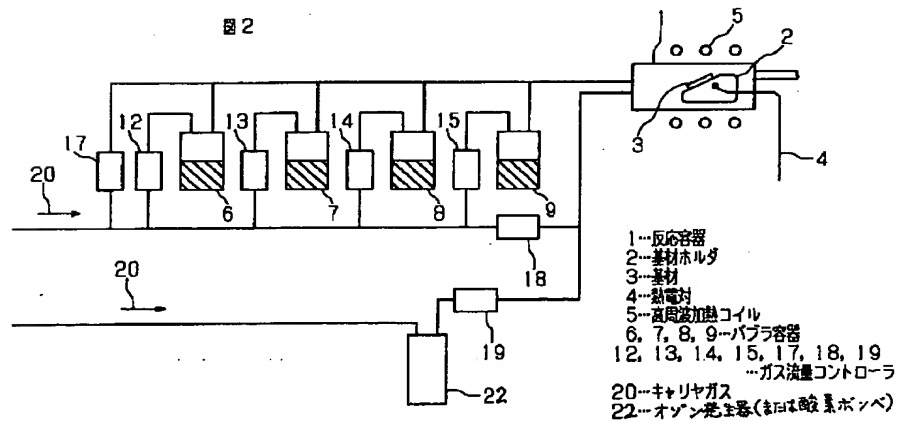 図2
5
2
3
4
12
13
14
15
17
20
6
7
8
9
18
20
19
22
1…反応容器
2…基材ホルダ
3…基材
4…熱電対
5…高周波加熱コイル
6, 7, 8, 9…バブラ容器
12, 13, 14, 15, 17, 18, 19
…ガス流量コントローラ
20…キャリヤガス
22…オゾン発生器(または酸素ボンベ)